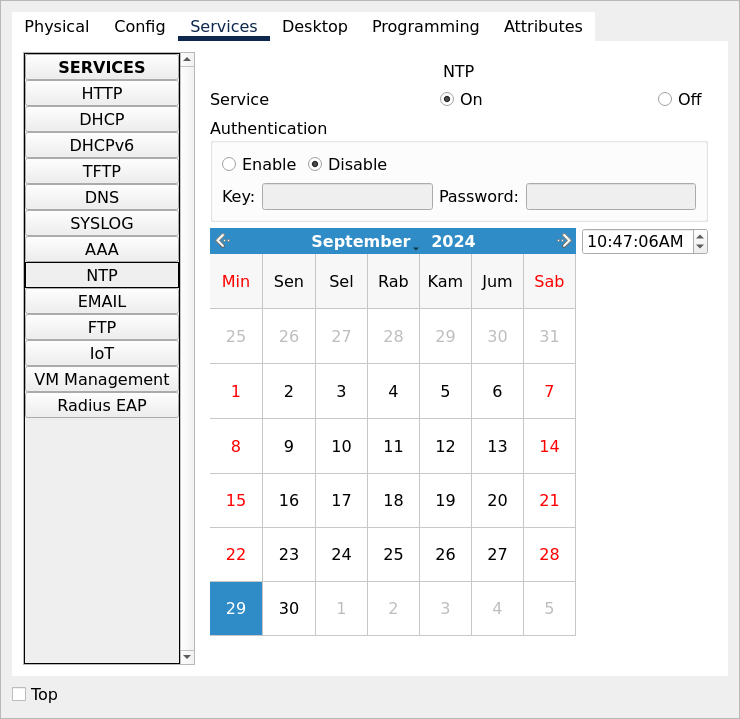 Physical Config Services Desktop Programming Attributes
SERVICES
HTTP
DHCP
DHCPv6
TFTP
DNS
SYSLOG
AAA
NTP
EMAIL
FTP
IoT
VM Management
Radius EAP
NTP
Service On Off
Authentication
Enable Disable
Key: Password:
September 2024 10:47:06AM
Min Sen Sel Rab Kam Jum Sab
25 26 27 28 29 30 31
1 2 3 4 5 6 7
8 9 10 11 12 13 14
15 16 17 18 19 20 21
22 23 24 25 26 27 28
29 30 1 2 3 4 5
Top